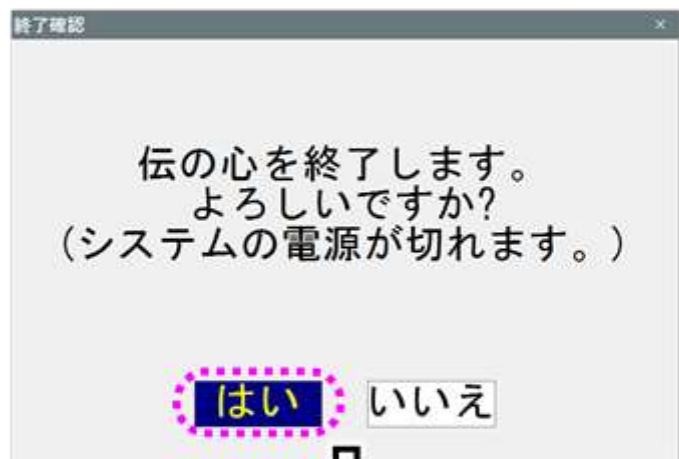 終了確認
伝の心を終了します。
よろしいですか?
(システムの電源が切れます。)
はい いいえ